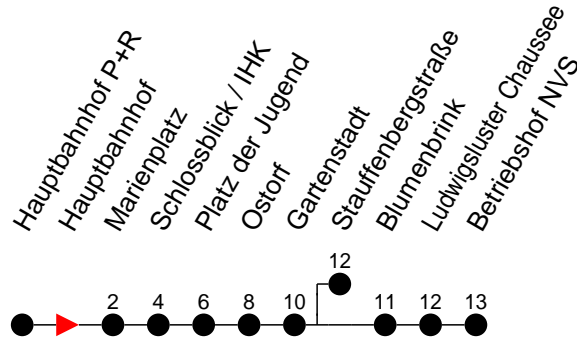 Hauptbahnhof P+R
Hauptbahnhof
Marienplatz
Schlossblick / IHK
Platz der Jugend
Ostorf
Gartenstadt
Stauffenbergstraße
Blumenbrink
Ludwigsluster Chaussee
Betriebshof NVS
12
2 4 6 8 10 11 12 13